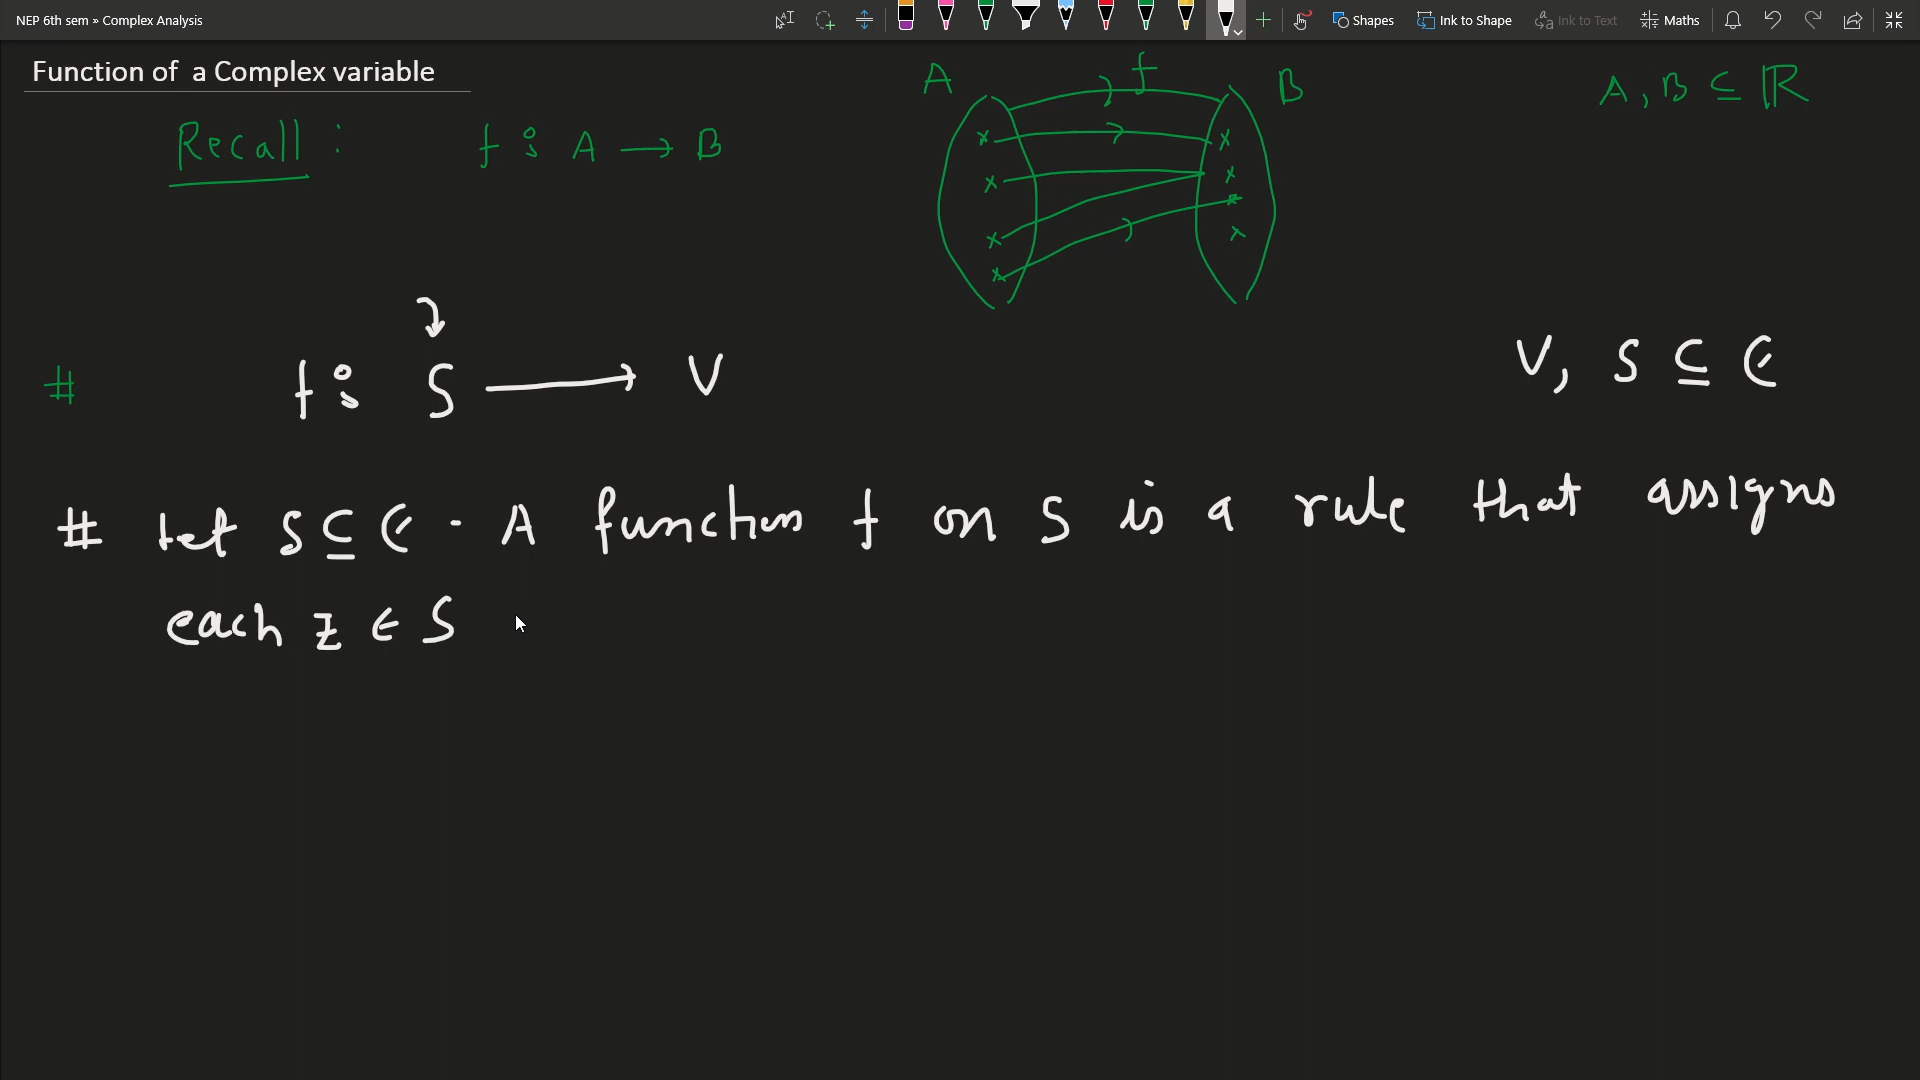 NEP 6th sem » Complex Analysis
Shapes Ink to Shape Ink to Text Maths
Function of a Complex variable
A f B A, B ⊆ ℝ
Recall : f : A → B
# f : S → V V, S ⊆ ℂ
# Let S ⊆ ℂ . A function f on S is a rule that assigns
each z ∈ S